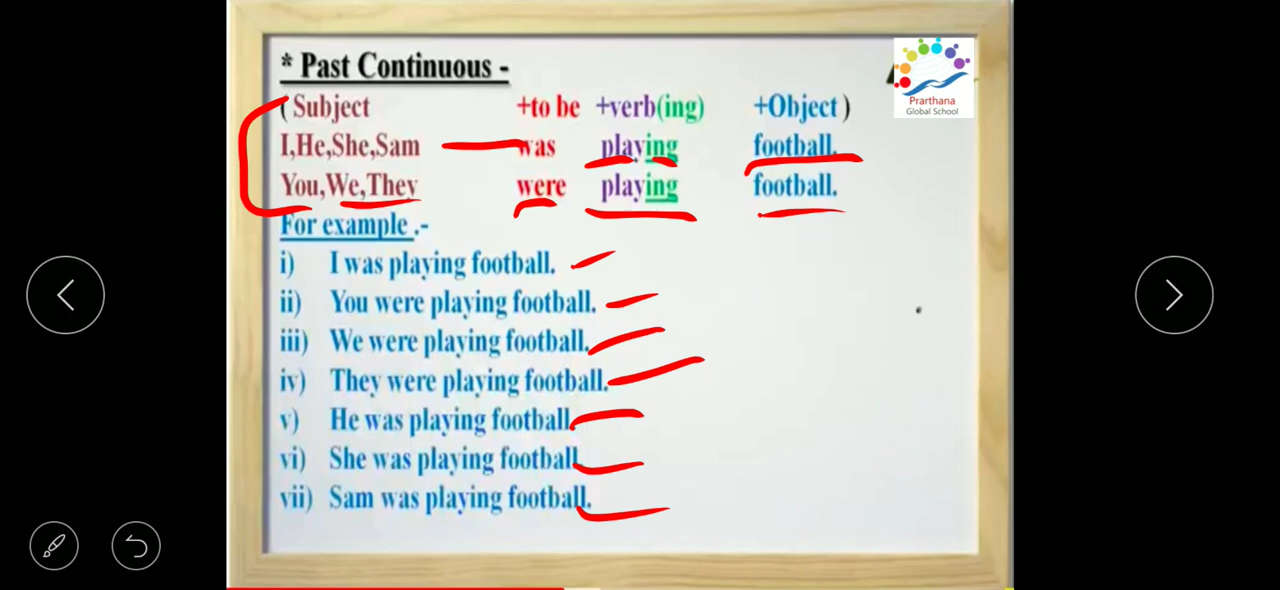 * Past Continuous -
Prarthana
Global School
( Subject +to be +verb(ing) +Object )
I,He,She,Sam was playing football.
You,We,They were playing football.
For example .-
i) I was playing football.
ii) You were playing football.
iii) We were playing football.
iv) They were playing football.
v) He was playing football.
vi) She was playing football.
vii) Sam was playing football.